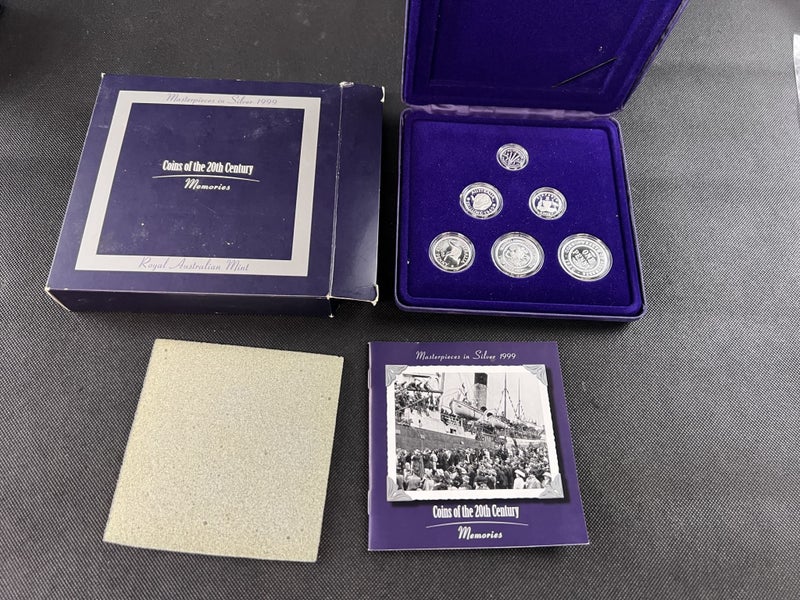 Masterpieces in Silver 1999
Coins of the 20th Century
Memories
Royal Australian Mint
AUSTRALIA
Masterpieces in Silver 1999
Coins of the 20th Century
Memories